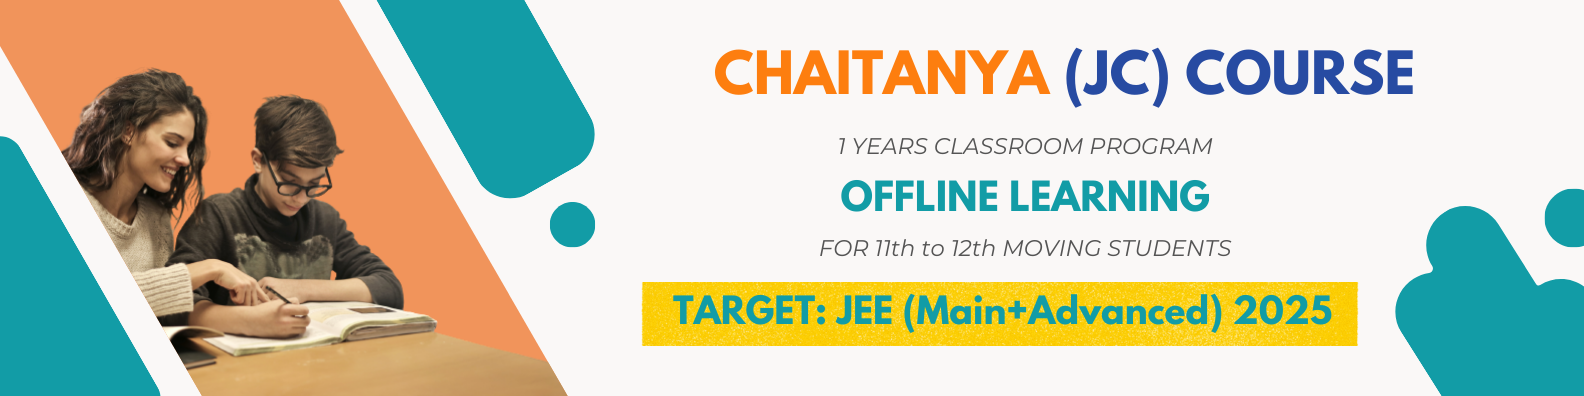 CHAITANYA (JC) COURSE
1 YEARS CLASSROOM PROGRAM
OFFLINE LEARNING
FOR 11th to 12th MOVING STUDENTS
TARGET: JEE (Main+Advanced) 2025